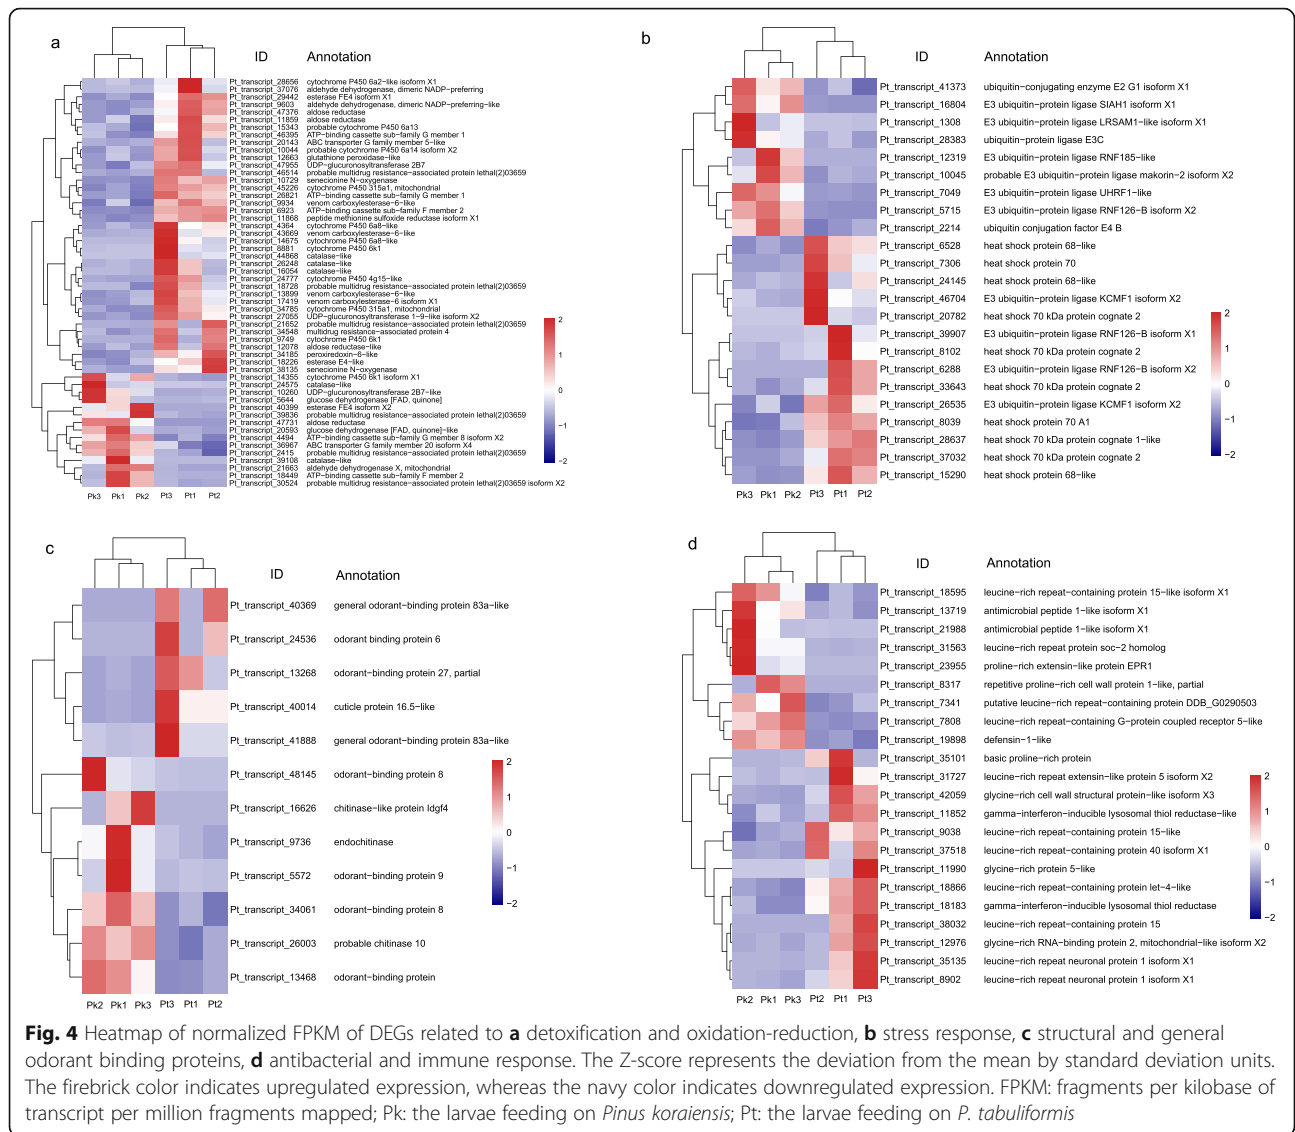 a
ID Annotation
Pt_transcript_28656 cytochrome P450 6a2−like isoform X1
Pt_transcript_37076 aldehyde dehydrogenase, dimeric NADP−preferring
Pt_transcript_29442 esterase FE4 isoform X1
Pt_transcript_9603 aldehyde dehydrogenase, dimeric NADP−preferring−like
Pt_transcript_47376 aldose reductase
Pt_transcript_11859 aldose reductase
Pt_transcript_15343 probable cytochrome P450 6a13
Pt_transcript_46395 ATP−binding cassette sub−family G member 1
Pt_transcript_20143 ABC transporter G family member 5−like
Pt_transcript_10044 probable cytochrome P450 6a14 isoform X2
Pt_transcript_12663 glutathione peroxidase−like
Pt_transcript_47955 UDP−glucuronosyltransferase 2B7
Pt_transcript_46514 probable multidrug resistance−associated protein lethal(2)03659
Pt_transcript_10729 senecionine N−oxygenase
Pt_transcript_45226 cytochrome P450 315a1, mitochondrial
Pt_transcript_26821 ATP−binding cassette sub−family G member 1
Pt_transcript_9934 venom carboxylesterase−6−like
Pt_transcript_6923 ATP−binding cassette sub−family F member 2
Pt_transcript_11868 peptide methionine sulfoxide reductase isoform X1
Pt_transcript_4364 cytochrome P450 6a8−like
Pt_transcript_43669 venom carboxylesterase−6−like
Pt_transcript_14675 cytochrome P450 6a8−like
Pt_transcript_8881 cytochrome P450 6k1
Pt_transcript_44868 catalase−like
Pt_transcript_26248 catalase−like
Pt_transcript_16054 catalase−like
Pt_transcript_24777 cytochrome P450 4g15−like
Pt_transcript_18728 probable multidrug resistance−associated protein lethal(2)03659
Pt_transcript_13899 venom carboxylesterase−6−like
Pt_transcript_17419 venom carboxylesterase−6 isoform X1
Pt_transcript_34785 cytochrome P450 315a1, mitochondrial
Pt_transcript_27055 UDP−glucuronosyltransferase 1−9−like isoform X2
Pt_transcript_21652 probable multidrug resistance−associated protein lethal(2)03659
Pt_transcript_34548 multidrug resistance−associated protein 4
Pt_transcript_9749 cytochrome P450 6k1
Pt_transcript_12078 aldose reductase−like
Pt_transcript_34185 peroxiredoxin−6−like
Pt_transcript_18226 esterase E4−like
Pt_transcript_38135 senecionine N−oxygenase
Pt_transcript_14355 cytochrome P450 6k1 isoform X1
Pt_transcript_24575 catalase−like
Pt_transcript_10260 UDP−glucuronosyltransferase 2B7−like
Pt_transcript_5644 glucose dehydrogenase [FAD, quinone]
Pt_transcript_40399 esterase FE4 isoform X2
Pt_transcript_39836 probable multidrug resistance−associated protein lethal(2)03659
Pt_transcript_47731 aldose reductase
Pt_transcript_20593 glucose dehydrogenase [FAD, quinone]−like
Pt_transcript_4494 ATP−binding cassette sub−family G member 8 isoform X2
Pt_transcript_36967 ABC transporter G family member 20 isoform X4
Pt_transcript_2415 probable multidrug resistance−associated protein lethal(2)03659
Pt_transcript_39108 catalase−like
Pt_transcript_21663 aldehyde dehydrogenase X, mitochondrial
Pt_transcript_18449 ATP−binding cassette sub−family F member 2
Pt_transcript_30524 probable multidrug resistance−associated protein lethal(2)03659 isoform X2
Pk3 Pk1 Pk2 Pt3 Pt1 Pt2
2
1
0
−1
−2
b
ID Annotation
Pt_transcript_41373 ubiquitin−conjugating enzyme E2 G1 isoform X1
Pt_transcript_16804 E3 ubiquitin−protein ligase SIAH1 isoform X1
Pt_transcript_1308 E3 ubiquitin−protein ligase LRSAM1−like isoform X1
Pt_transcript_28383 ubiquitin−protein ligase E3C
Pt_transcript_12319 E3 ubiquitin−protein ligase RNF185−like
Pt_transcript_10045 probable E3 ubiquitin−protein ligase makorin−2 isoform X2
Pt_transcript_7049 E3 ubiquitin−protein ligase UHRF1−like
Pt_transcript_5715 E3 ubiquitin−protein ligase RNF126−B isoform X2
Pt_transcript_2214 ubiquitin conjugation factor E4 B
Pt_transcript_6528 heat shock protein 68−like
Pt_transcript_7306 heat shock protein 70
Pt_transcript_24145 heat shock protein 68−like
Pt_transcript_46704 E3 ubiquitin−protein ligase KCMF1 isoform X2
Pt_transcript_20782 heat shock 70 kDa protein cognate 2
Pt_transcript_39907 E3 ubiquitin−protein ligase RNF126−B isoform X1
Pt_transcript_8102 heat shock 70 kDa protein cognate 2
Pt_transcript_6288 E3 ubiquitin−protein ligase RNF126−B isoform X2
Pt_transcript_33643 heat shock 70 kDa protein cognate 2
Pt_transcript_26535 E3 ubiquitin−protein ligase KCMF1 isoform X2
Pt_transcript_8039 heat shock protein 70 A1
Pt_transcript_28637 heat shock 70 kDa protein cognate 1−like
Pt_transcript_37032 heat shock 70 kDa protein cognate 2
Pt_transcript_15290 heat shock protein 68−like
Pk3 Pk1 Pk2 Pt3 Pt1 Pt2
2
1
0
−1
−2
c
ID Annotation
Pt_transcript_40369 general odorant−binding protein 83a−like
Pt_transcript_24536 odorant binding protein 6
Pt_transcript_13268 odorant−binding protein 27, partial
Pt_transcript_40014 cuticle protein 16.5−like
Pt_transcript_41888 general odorant−binding protein 83a−like
Pt_transcript_48145 odorant−binding protein 8
Pt_transcript_16626 chitinase−like protein Idgf4
Pt_transcript_9736 endochitinase
Pt_transcript_5572 odorant−binding protein 9
Pt_transcript_34061 odorant−binding protein 8
Pt_transcript_26003 probable chitinase 10
Pt_transcript_13468 odorant−binding protein
Pk2 Pk1 Pk3 Pt3 Pt1 Pt2
2
1
0
−1
−2
d
ID Annotation
Pt_transcript_18595 leucine−rich repeat−containing protein 15−like isoform X1
Pt_transcript_13719 antimicrobial peptide 1−like isoform X1
Pt_transcript_21988 antimicrobial peptide 1−like isoform X1
Pt_transcript_31563 leucine−rich repeat protein soc−2 homolog
Pt_transcript_23955 proline−rich extensin−like protein EPR1
Pt_transcript_8317 repetitive proline−rich cell wall protein 1−like, partial
Pt_transcript_7341 putative leucine−rich repeat−containing protein DDB_G0290503
Pt_transcript_7808 leucine−rich repeat−containing G−protein coupled receptor 5−like
Pt_transcript_19898 defensin−1−like
Pt_transcript_35101 basic proline−rich protein
Pt_transcript_31727 leucine−rich repeat extensin−like protein 5 isoform X2
Pt_transcript_42059 glycine−rich cell wall structural protein−like isoform X3
Pt_transcript_11852 gamma−interferon−inducible lysosomal thiol reductase−like
Pt_transcript_9038 leucine−rich repeat−containing protein 15−like
Pt_transcript_37518 leucine−rich repeat−containing protein 40 isoform X1
Pt_transcript_11990 glycine−rich protein 5−like
Pt_transcript_18866 leucine−rich repeat−containing protein let−4−like
Pt_transcript_18183 gamma−interferon−inducible lysosomal thiol reductase
Pt_transcript_38032 leucine−rich repeat−containing protein 15
Pt_transcript_12976 glycine−rich RNA−binding protein 2, mitochondrial−like isoform X2
Pt_transcript_35135 leucine−rich repeat neuronal protein 1 isoform X1
Pt_transcript_8902 leucine−rich repeat neuronal protein 1 isoform X1
Pk2 Pk1 Pk3 Pt2 Pt1 Pt3
2
1
0
−1
−2
Fig. 4 Heatmap of normalized FPKM of DEGs related to a detoxification and oxidation-reduction, b stress response, c structural and general
odorant binding proteins, d antibacterial and immune response. The Z-score represents the deviation from the mean by standard deviation units.
The firebrick color indicates upregulated expression, whereas the navy color indicates downregulated expression. FPKM: fragments per kilobase of
transcript per million fragments mapped; Pk: the larvae feeding on Pinus koraiensis; Pt: the larvae feeding on P. tabuliformis